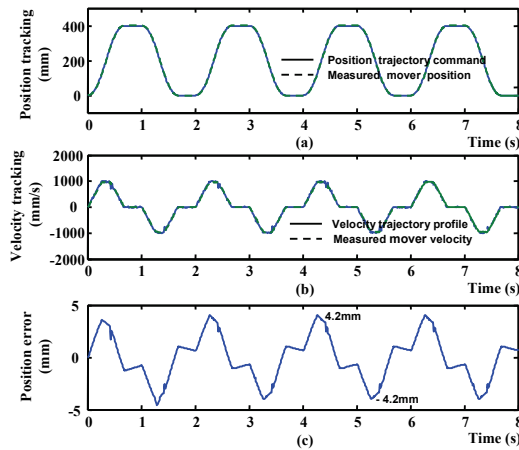 Position tracking
(mm)
400
200
0
Position trajectory command
Measured mover position
0 1 2 3 4 5 6 7 8
(a)
Time (s)
Velocity tracking
(mm/s)
2000
1000
0
-1000
-2000
Velocity trajectory profile
Measured mover velocity
0 1 2 3 4 5 6 7 8
(b)
Time (s)
Position error
(mm)
5
0
-5
4.2mm
- 4.2mm
0 1 2 3 4 5 6 7 8
(c)
Time (s)